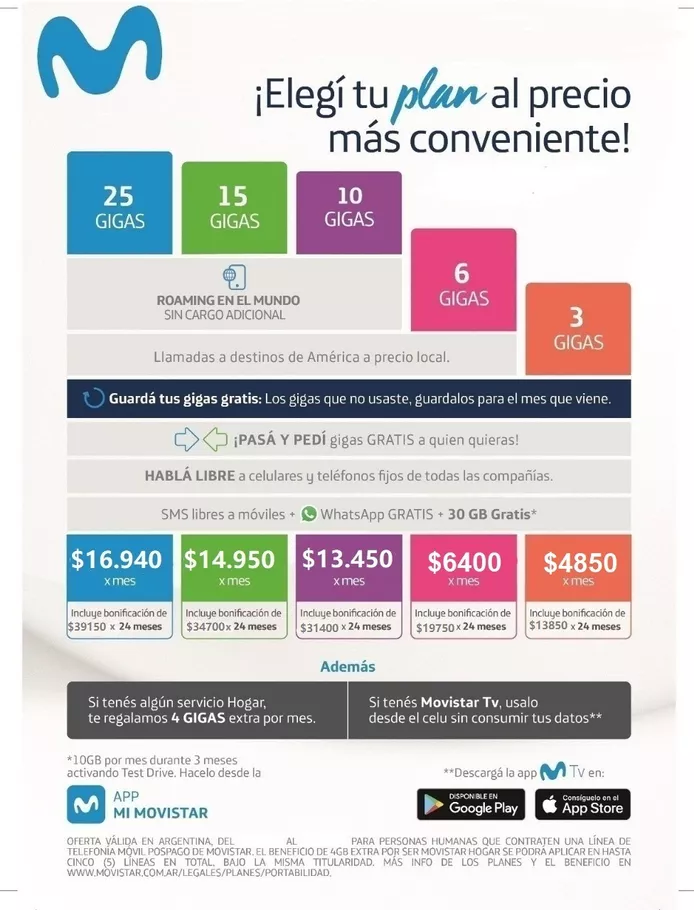 ¡Elegí tu plan al precio
más conveniente!
25
GIGAS
15
GIGAS
10
GIGAS
6
GIGAS
3
GIGAS
ROAMING EN EL MUNDO
SIN CARGO ADICIONAL
Llamadas a destinos de América a precio local.
Guardá tus gigas gratis: Los gigas que no usaste, guardalos para el mes que viene.
¡PASÁ Y PEDÍ gigas GRATIS a quien quieras!
HABLÁ LIBRE a celulares y teléfonos fijos de todas las compañías.
SMS libres a móviles + WhatsApp GRATIS + 30 GB Gratis*
$16.940
x mes
Incluye bonificación de
$39150 x 24 meses
$14.950
x mes
Incluye bonificación de
$34700 x 24 meses
$13.450
x mes
Incluye bonificación de
$31400 x 24 meses
$6400
x mes
Incluye bonificación de
$19750 x 24 meses
$4850
x mes
Incluye bonificación de
$13850 x 24 meses
Además
Si tenés algún servicio Hogar,
te regalamos 4 GIGAS extra por mes.
Si tenés Movistar Tv, usalo
desde el celu sin consumir tus datos**
*10GB por mes durante 3 meses
activando Test Drive. Hacelo desde la
APP
MI MOVISTAR
**Descargá la app Tv en:
DISPONIBLE EN
Google Play
Consíguelo en el
App Store
OFERTA VÁLIDA EN ARGENTINA, DEL AL PARA PERSONAS HUMANAS QUE CONTRATEN UNA LÍNEA DE
TELEFONÍA MÓVIL POSPAGO DE MOVISTAR. EL BENEFICIO DE 4GB EXTRA POR SER MOVISTAR HOGAR SE PODRÁ APLICAR EN HASTA
CINCO (5) LÍNEAS EN TOTAL, BAJO LA MISMA TITULARIDAD. MÁS INFO DE LOS PLANES Y EL BENEFICIO EN
WWW.MOVISTAR.COM.AR/LEGALES/PLANES/PORTABILIDAD.